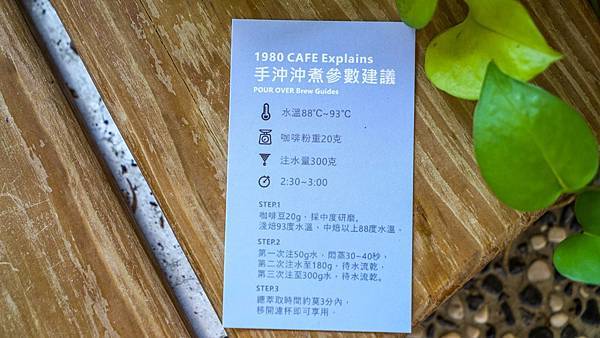 1980 CAFE Explains
手沖沖煮參數建議
POUR OVER Brew Guides
水溫88℃~93℃
咖啡粉重20克
注水量300克
2:30~3:00
STEP.1
咖啡豆20g，採中度研磨。
淺焙93度水溫、中焙以上88度水溫。
STEP.2
第一次注50g水，悶蒸30~40秒，
第二次注水至180g，待水流乾，
第三次注至300g水，待水流乾。
STEP.3
總萃取時間約莫3分內，
移開濾杯即可享用。